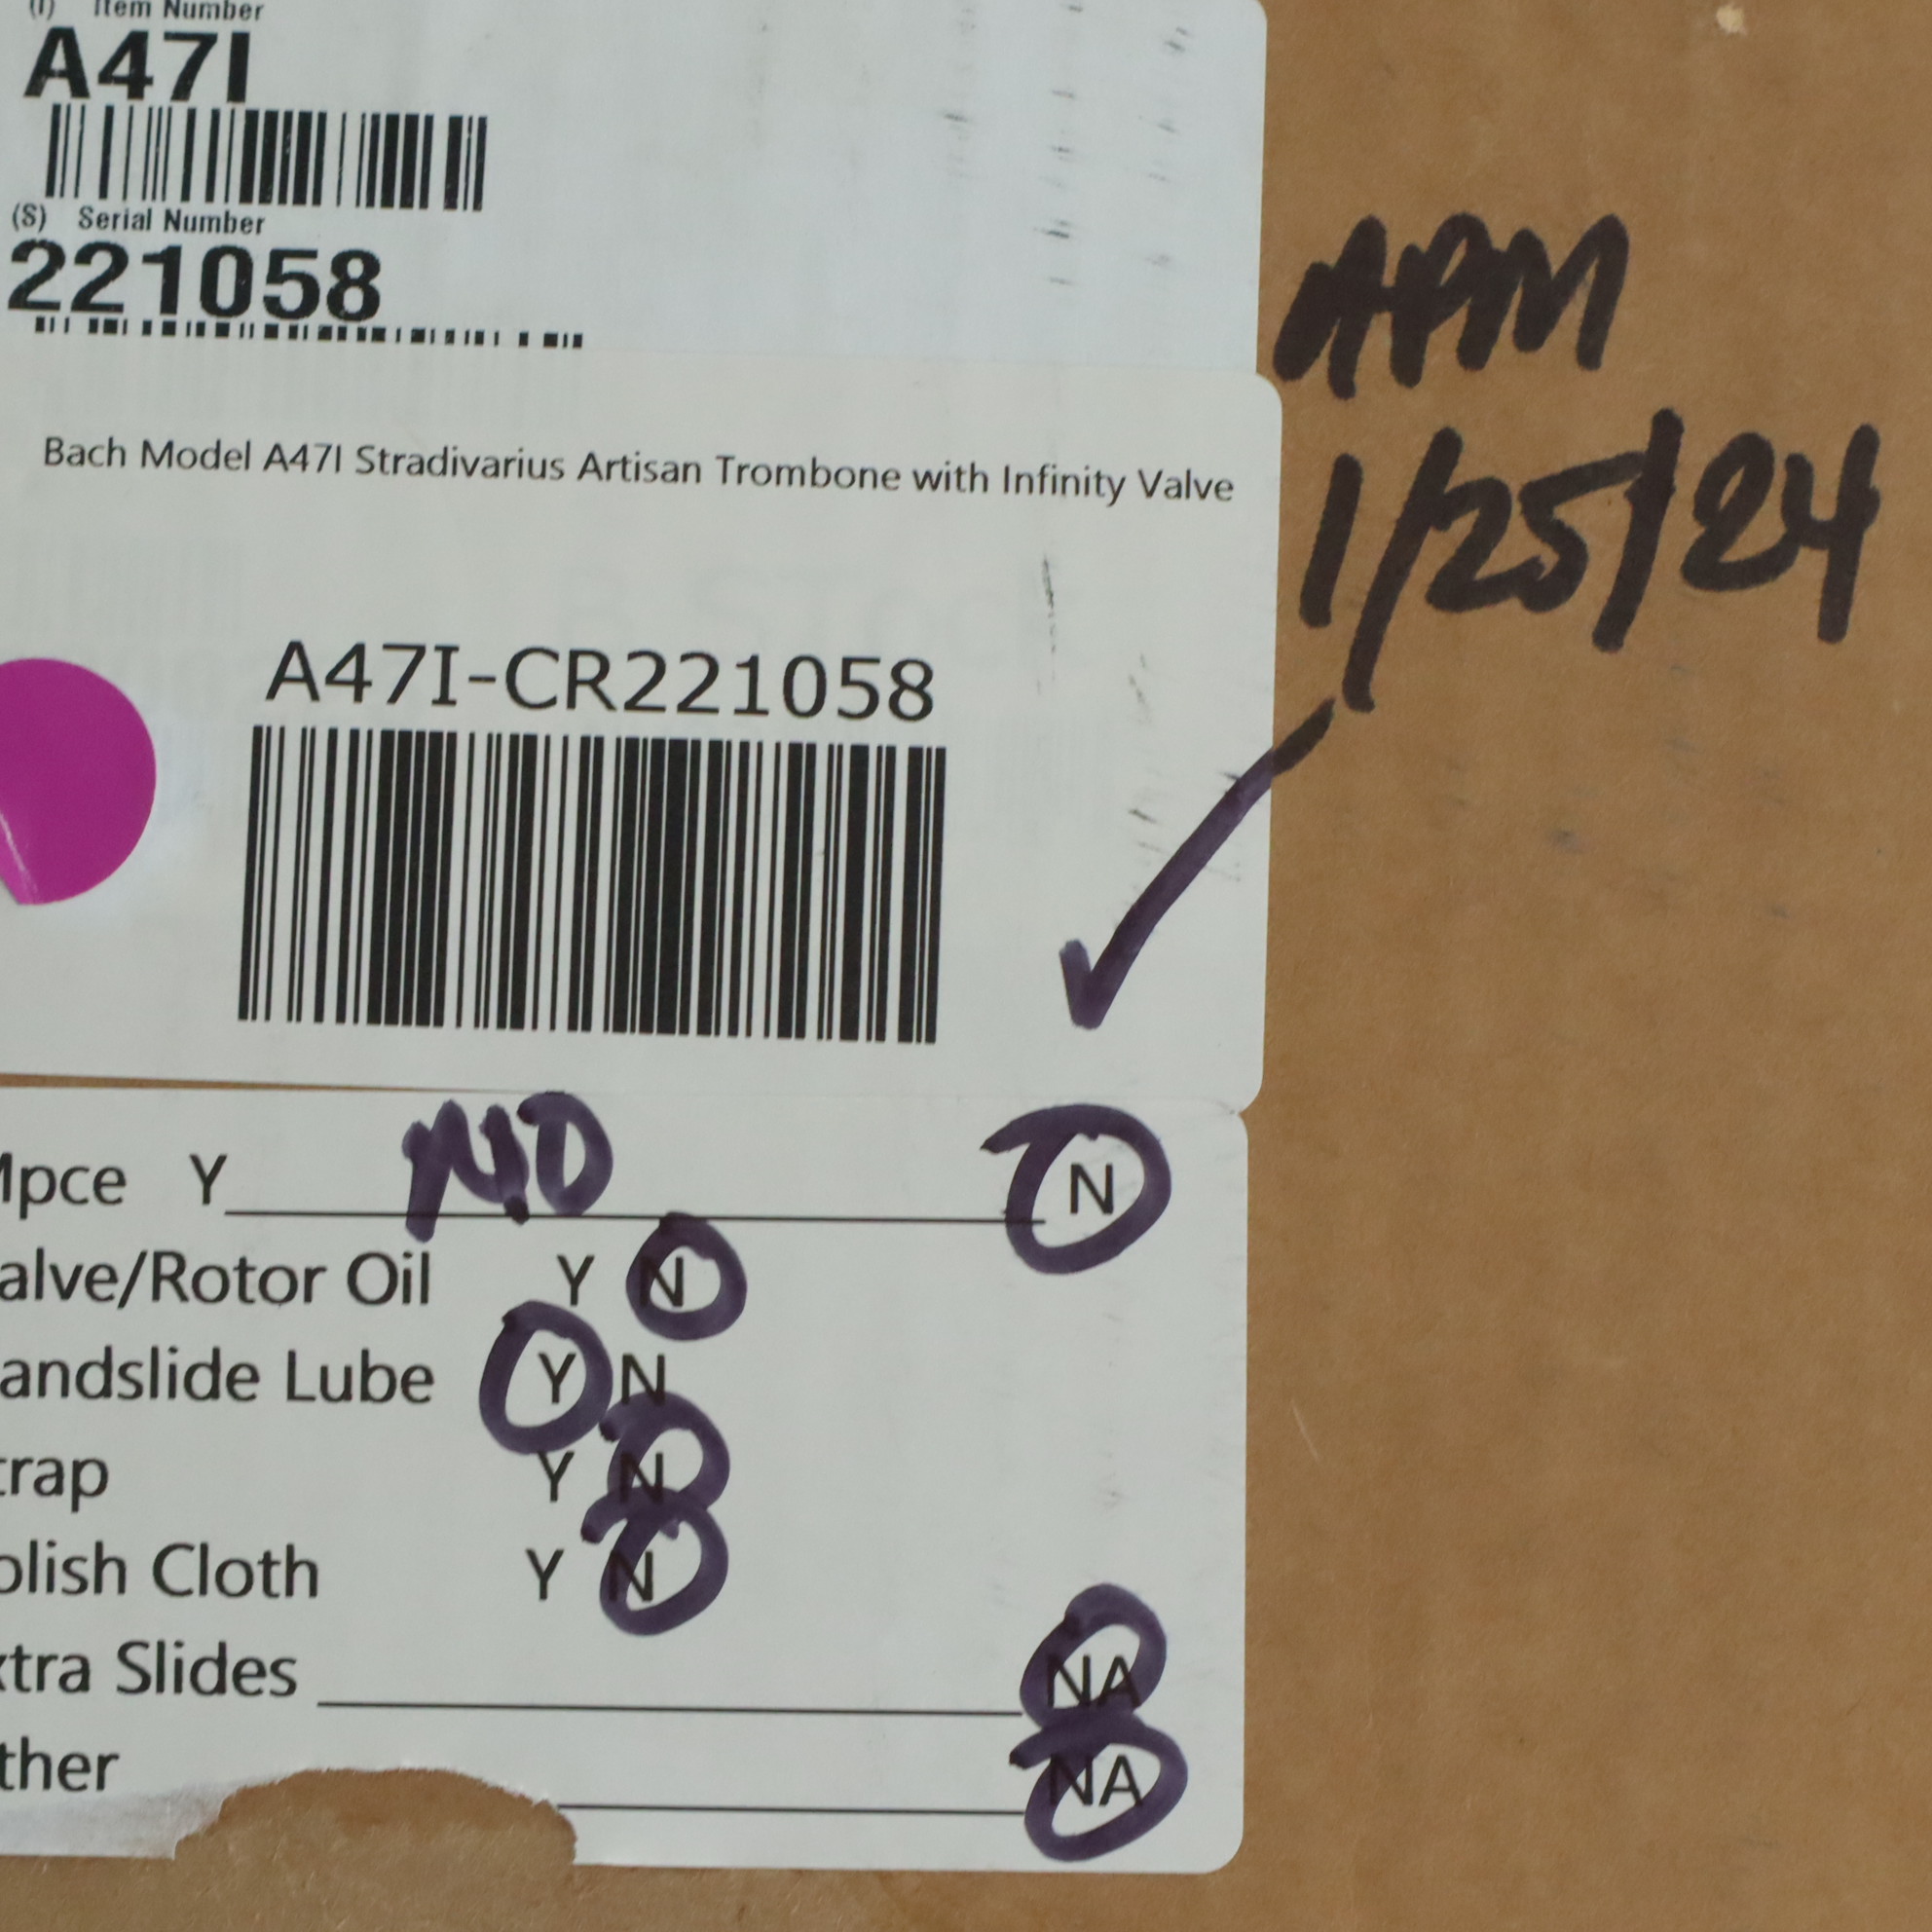 (I) Item Number
A47I
(S) Serial Number
221058
APM
1/25/24
Bach Model A47I Stradivarius Artisan Trombone with Infinity Valve
A47I-CR221058
Mpce Y NO N
alve/Rotor Oil Y N
andslide Lube Y N
trap Y N
olish Cloth Y N
xtra Slides NA
ther NA